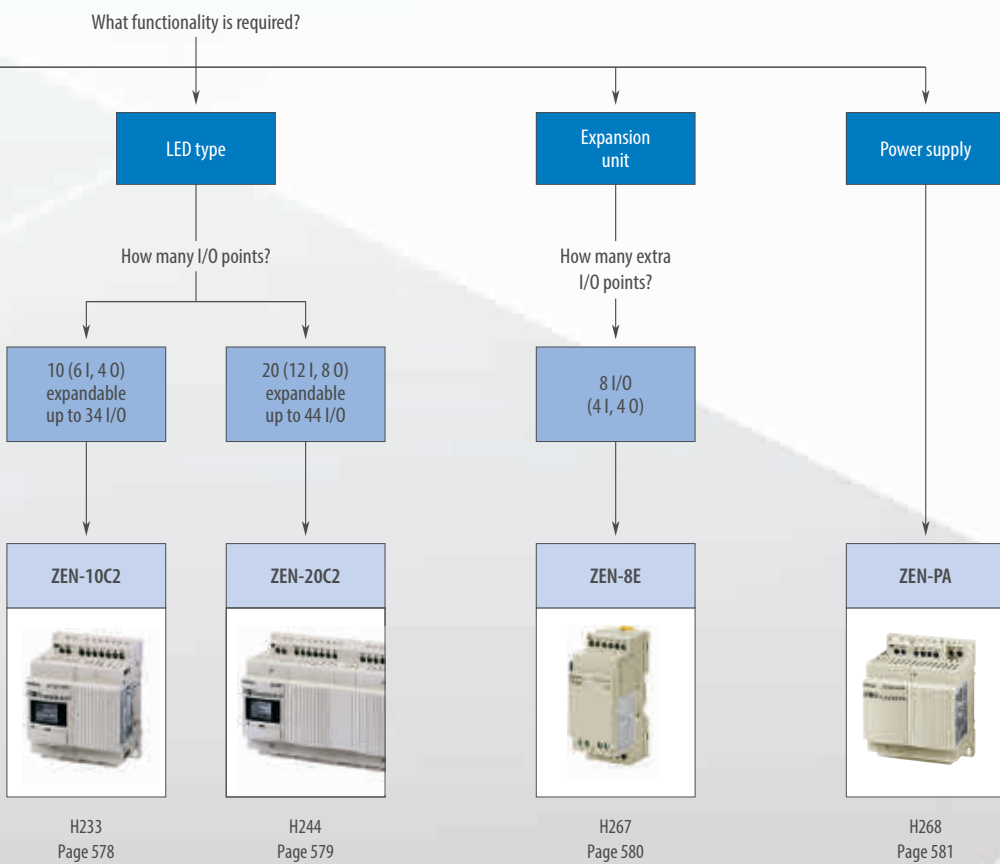 What functionality is required?
LED type
Expansion
unit
Power supply
How many I/O points?
How many extra
I/O points?
10 (6 I, 4 O)
expandable
up to 34 I/O
20 (12 I, 8 O)
expandable
up to 44 I/O
8 I/O
(4 I, 4 O)
ZEN-10C2
ZEN-20C2
ZEN-8E
ZEN-PA
H233
Page 578
H244
Page 579
H267
Page 580
H268
Page 581